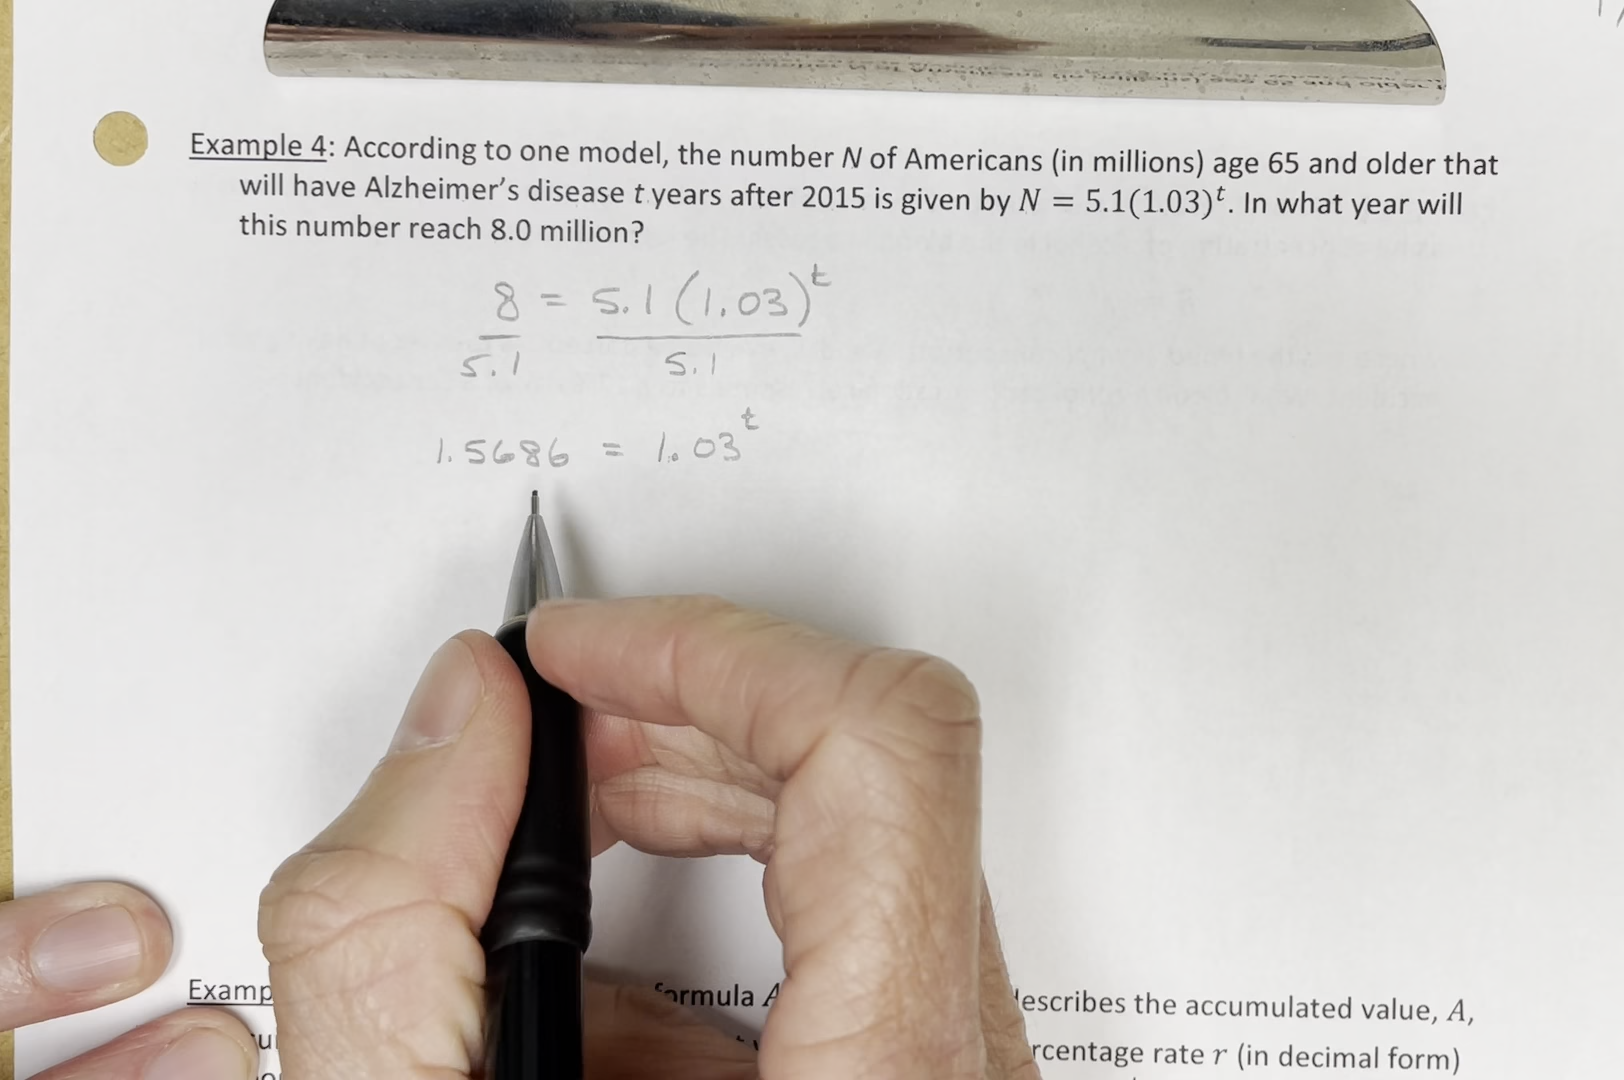 Example 4: According to one model, the number N of Americans (in millions) age 65 and older that
will have Alzheimer's disease t years after 2015 is given by N = 5.1(1.03)^t. In what year will
this number reach 8.0 million?
8 = 5.1 (1.03)^t
5.1 5.1
1.5686 = 1.03^t
Examp formula A describes the accumulated value, A,
rcentage rate r (in decimal form)